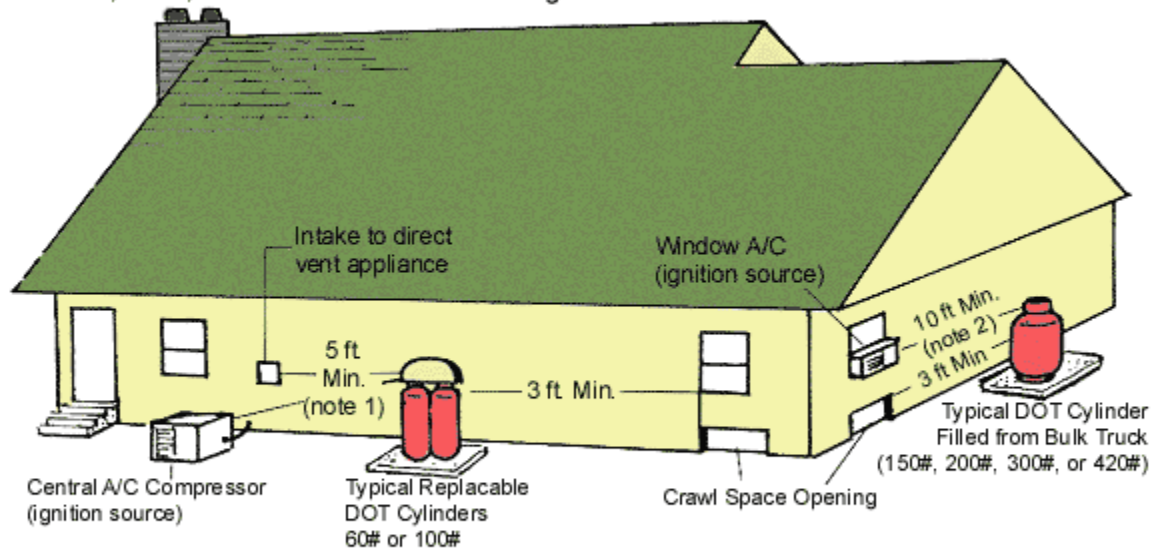 Intake to direct
vent appliance
Window A/C
(ignition source)
10 ft Min.
(note 2)
3 ft Min
5 ft
Min.
(note 1)
3 ft. Min.
Central A/C Compressor
(ignition source)
Typical Replacable
DOT Cylinders
60# or 100#
Crawl Space Opening
Typical DOT Cylinder
Filled from Bulk Truck
(150#, 200#, 300#, or 420#)